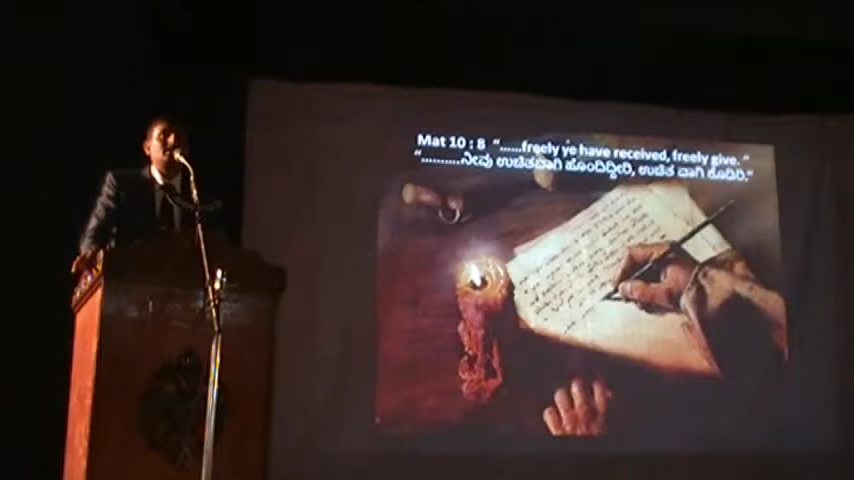 Mat 10 : 8 “.....freely ye have received, freely give. ”
“..........ನೀವು ಉಚಿತವಾಗಿ ಹೊಂದಿದ್ದೀರಿ, ಉಚಿತ ವಾಗಿ ಕೊಡಿರಿ.”